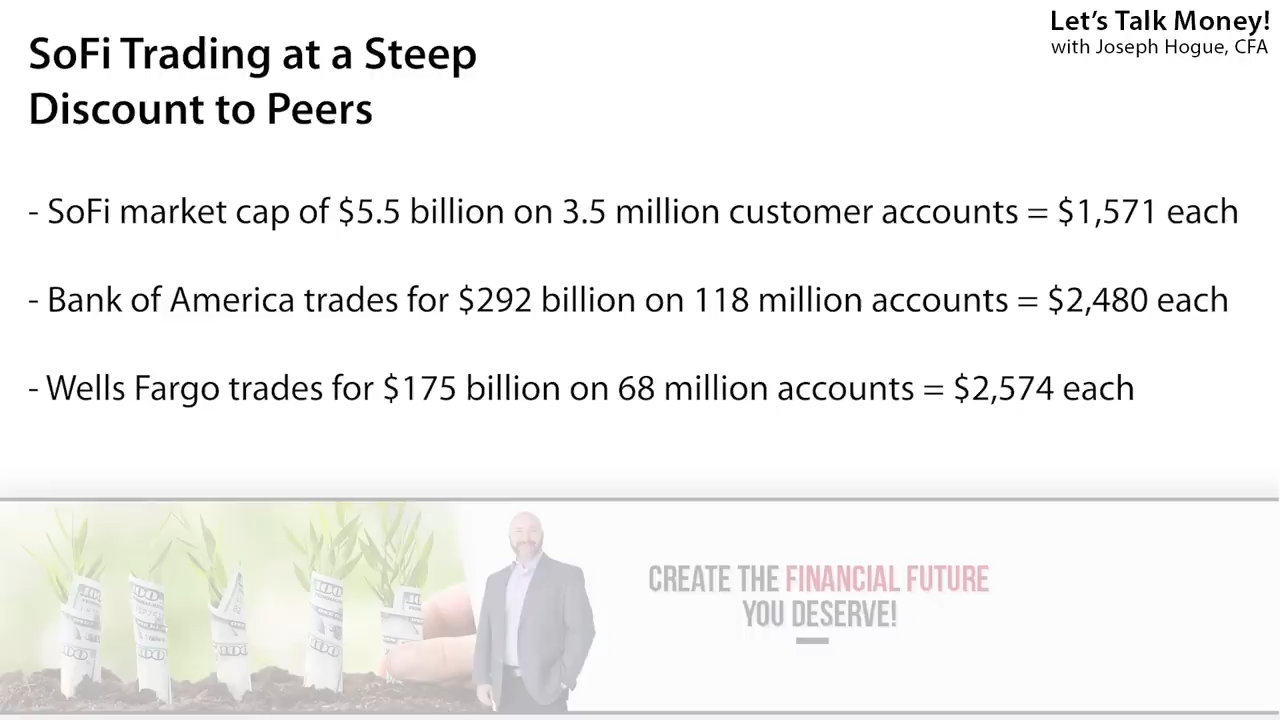 Let's Talk Money!
with Joseph Hogue, CFA
SoFi Trading at a Steep
Discount to Peers
- SoFi market cap of $5.5 billion on 3.5 million customer accounts = $1,571 each
- Bank of America trades for $292 billion on 118 million accounts = $2,480 each
- Wells Fargo trades for $175 billion on 68 million accounts = $2,574 each
CREATE THE FINANCIAL FUTURE
YOU DESERVE!